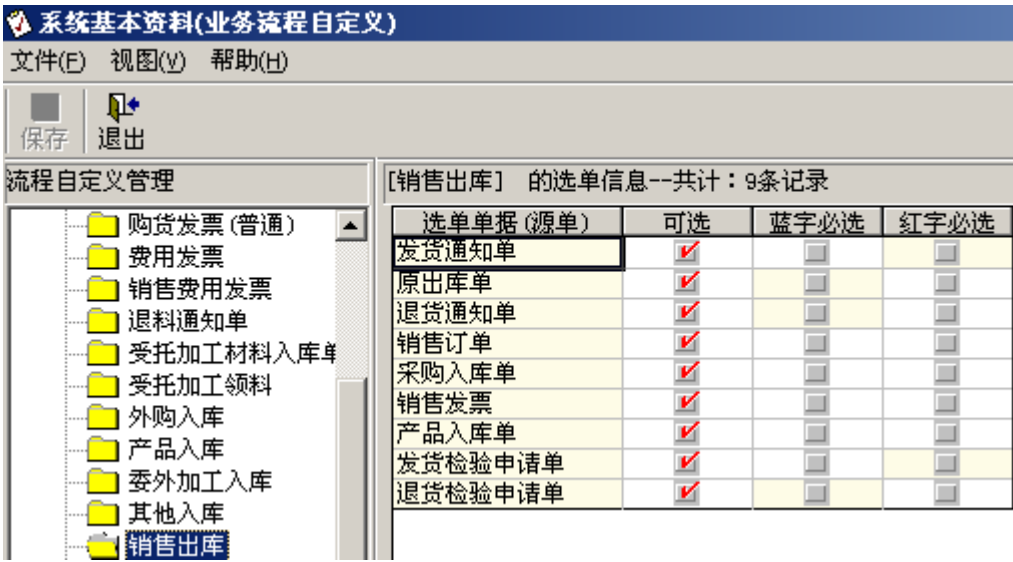 系统基本资料(业务流程自定义)
文件(F) 视图(V) 帮助(H)
保存 退出
流程自定义管理
购货发票(普通)
费用发票
销售费用发票
退料通知单
受托加工材料入库单
受托加工领料
外购入库
产品入库
委外加工入库
其他入库
销售出库
[销售出库] 的选单信息--共计:9条记录
选单单据(源单) 可选 蓝字必选 红字必选
发货通知单
原出库单
退货通知单
销售订单
采购入库单
销售发票
产品入库单
发货检验申请单
退货检验申请单